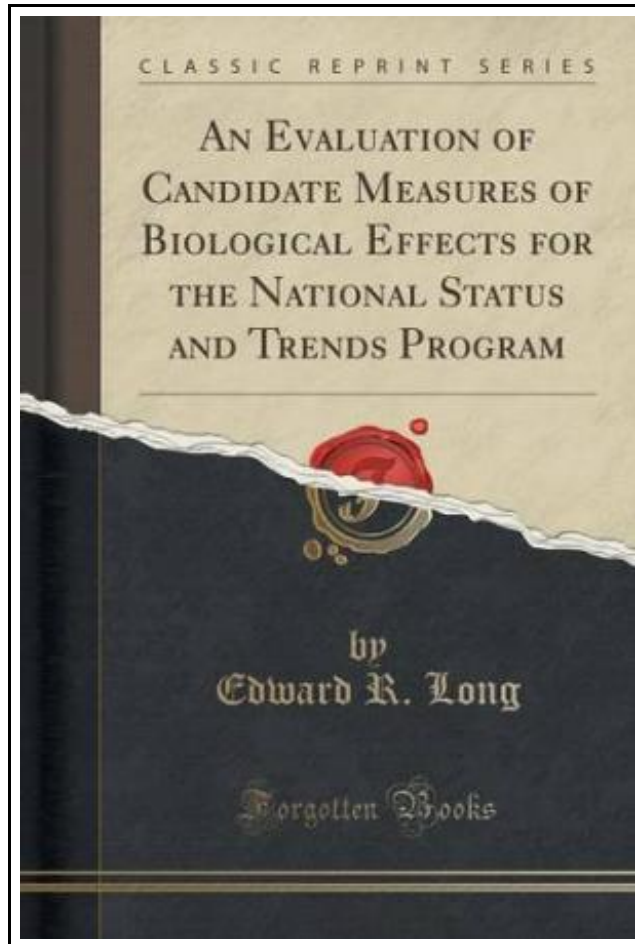 CLASSIC REPRINT SERIES
AN EVALUATION OF
CANDIDATE MEASURES OF
BIOLOGICAL EFFECTS FOR
THE NATIONAL STATUS
AND TRENDS PROGRAM
by
Edward R. Long
Forgotten Books